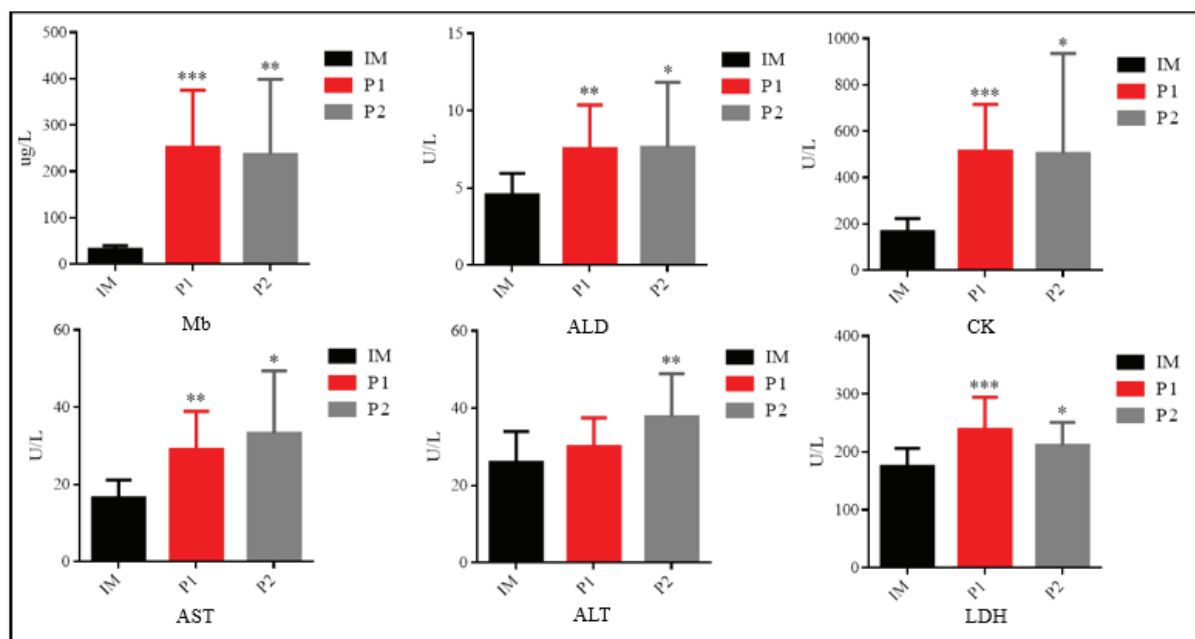 500
400
300
200
100
0
ug/L
***
**
IM
P1
P2
IM
P1
P2
Mb
15
10
5
0
U/L
**
*
IM
P1
P2
IM
P1
P2
ALD
1000
800
600
400
200
0
U/L
***
*
IM
P1
P2
IM
P1
P2
CK
60
40
20
0
U/L
**
*
IM
P1
P2
IM
P1
P2
AST
60
40
20
0
U/L
**
IM
P1
P2
IM
P1
P2
ALT
400
300
200
100
0
U/L
***
*
IM
P1
P2
IM
P1
P2
LDH